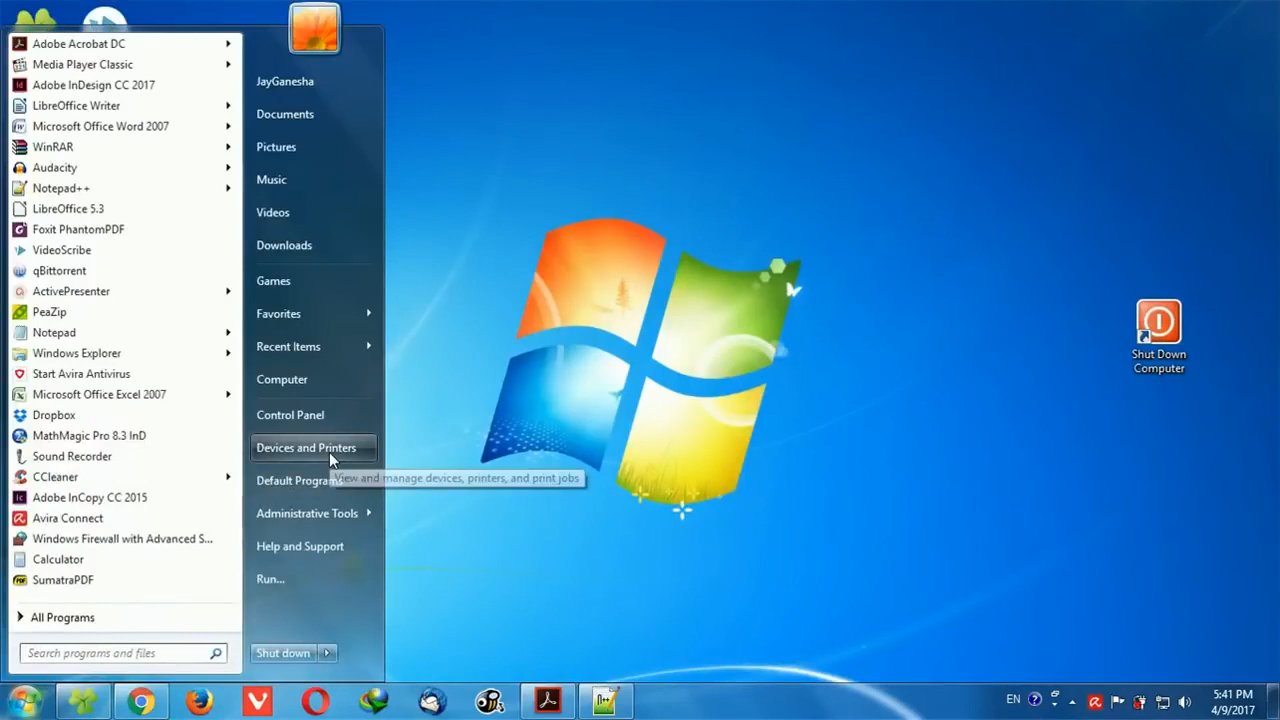 Adobe Acrobat DC
Media Player Classic
Adobe InDesign CC 2017
LibreOffice Writer
Microsoft Office Word 2007
WinRAR
Audacity
Notepad++
LibreOffice 5.3
Foxit PhantomPDF
VideoScribe
qBittorrent
ActivePresenter
PeaZip
Notepad
Windows Explorer
Start Avira Antivirus
Microsoft Office Excel 2007
Dropbox
MathMagic Pro 8.3 InD
Sound Recorder
CCleaner
Adobe InCopy CC 2015
Avira Connect
Windows Firewall with Advanced S...
Calculator
SumatraPDF
All Programs
Search programs and files
JayGanesha
Documents
Pictures
Music
Videos
Downloads
Games
Favorites
Recent Items
Computer
Control Panel
Devices and Printers
View and manage devices, printers, and print jobs
Default Programs
Administrative Tools
Help and Support
Run...
Shut down
Shut Down
Computer
EN
5:41 PM
4/9/2017